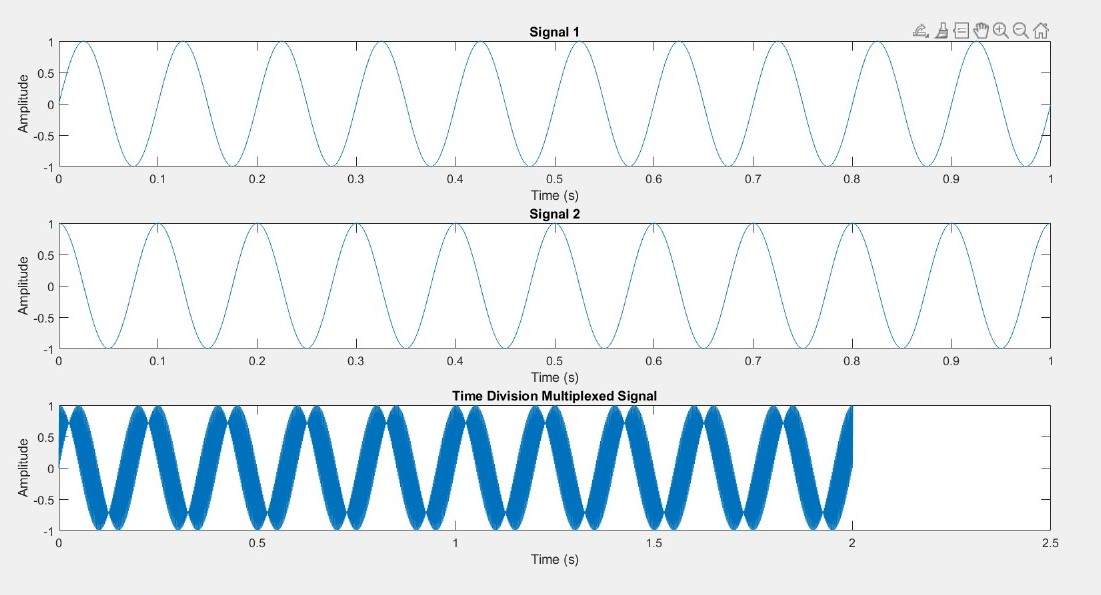 Signal 1
1
0.5
0
-0.5
-1
Amplitude
0 0.1 0.2 0.3 0.4 0.5 0.6 0.7 0.8 0.9 1
Time (s)
Signal 2
1
0.5
0
-0.5
-1
Amplitude
0 0.1 0.2 0.3 0.4 0.5 0.6 0.7 0.8 0.9 1
Time (s)
Time Division Multiplexed Signal
1
0.5
0
-0.5
-1
Amplitude
0 0.5 1 1.5 2 2.5
Time (s)